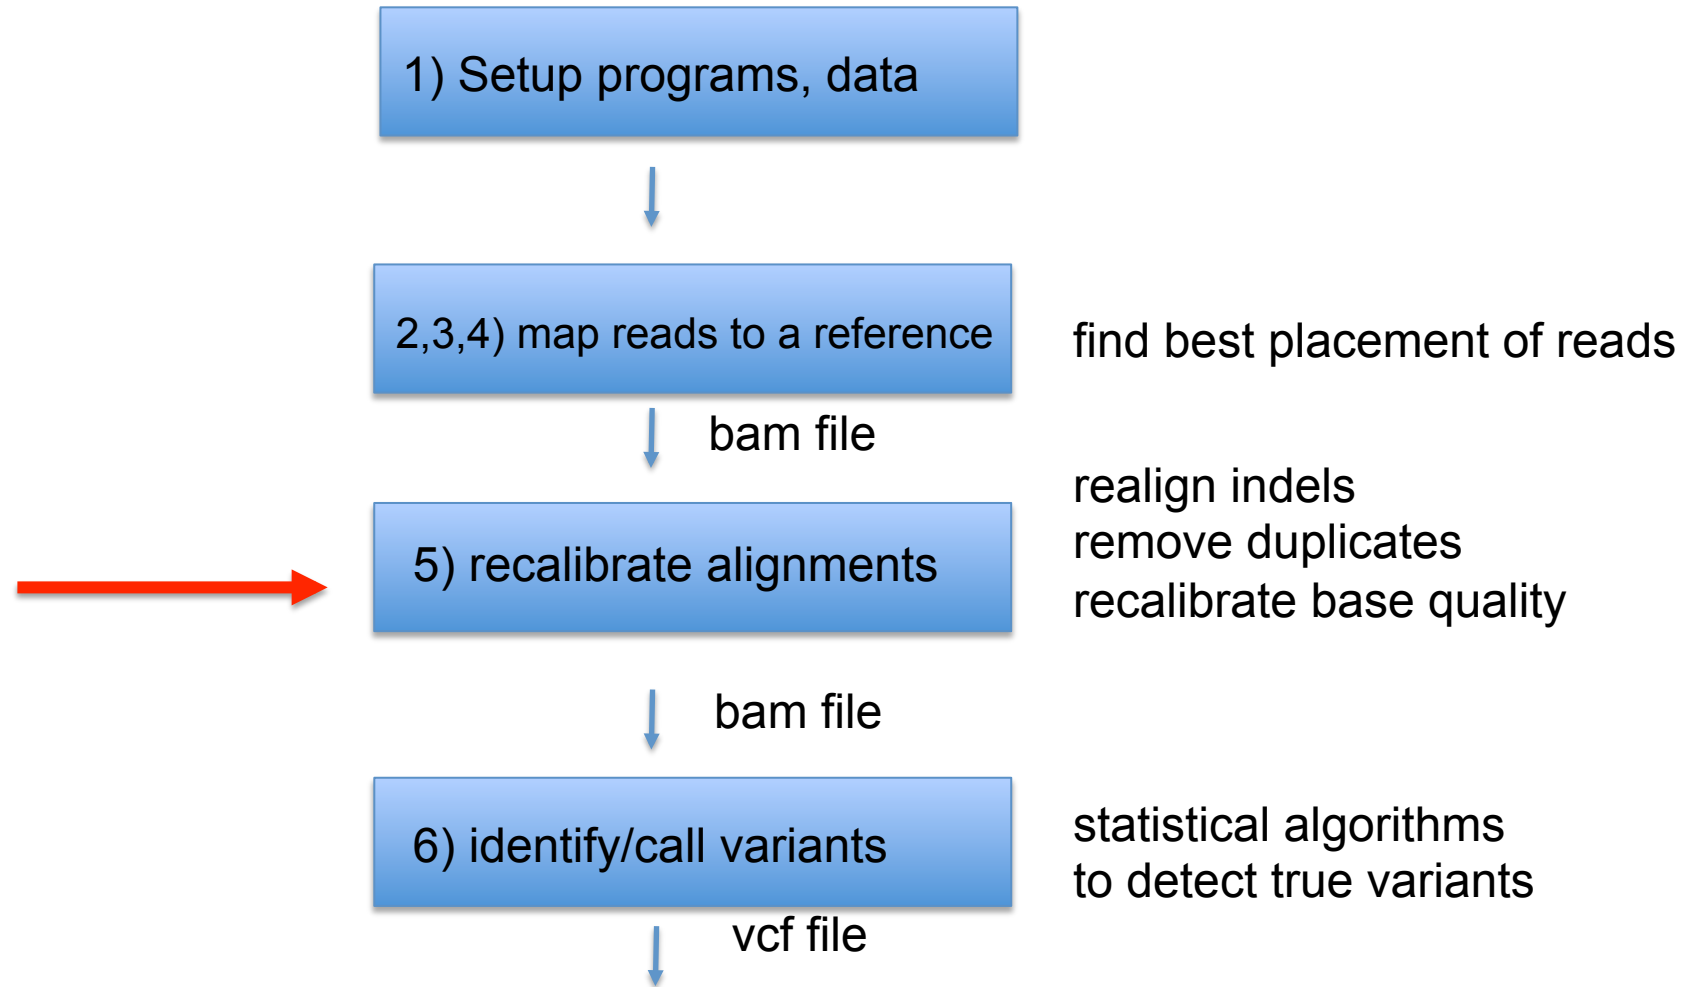 1) Setup programs, data
2,3,4) map reads to a reference
find best placement of reads
bam file
realign indels
remove duplicates
recalibrate base quality
5) recalibrate alignments
bam file
6) identify/call variants
statistical algorithms
to detect true variants
vcf file